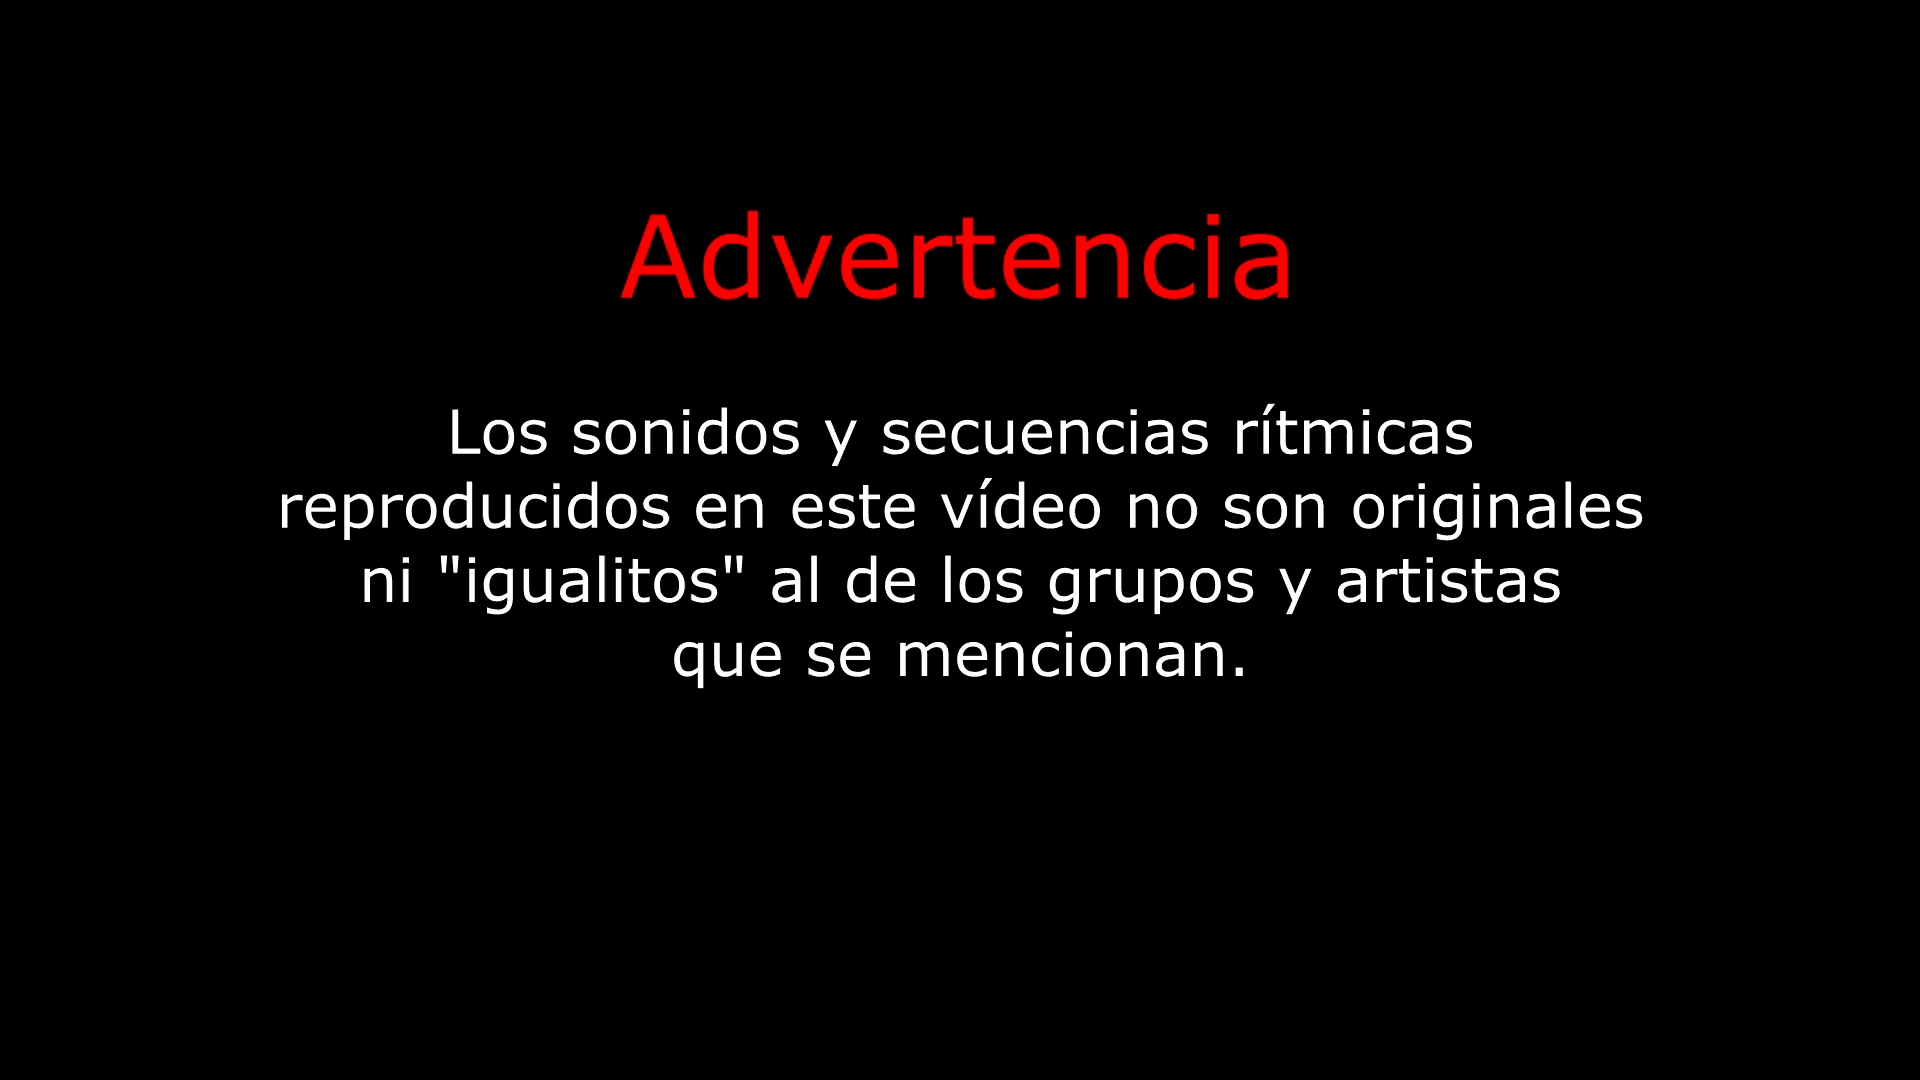 Advertencia
Los sonidos y secuencias rítmicas
reproducidos en este vídeo no son originales
ni "igualitos" al de los grupos y artistas
que se mencionan.